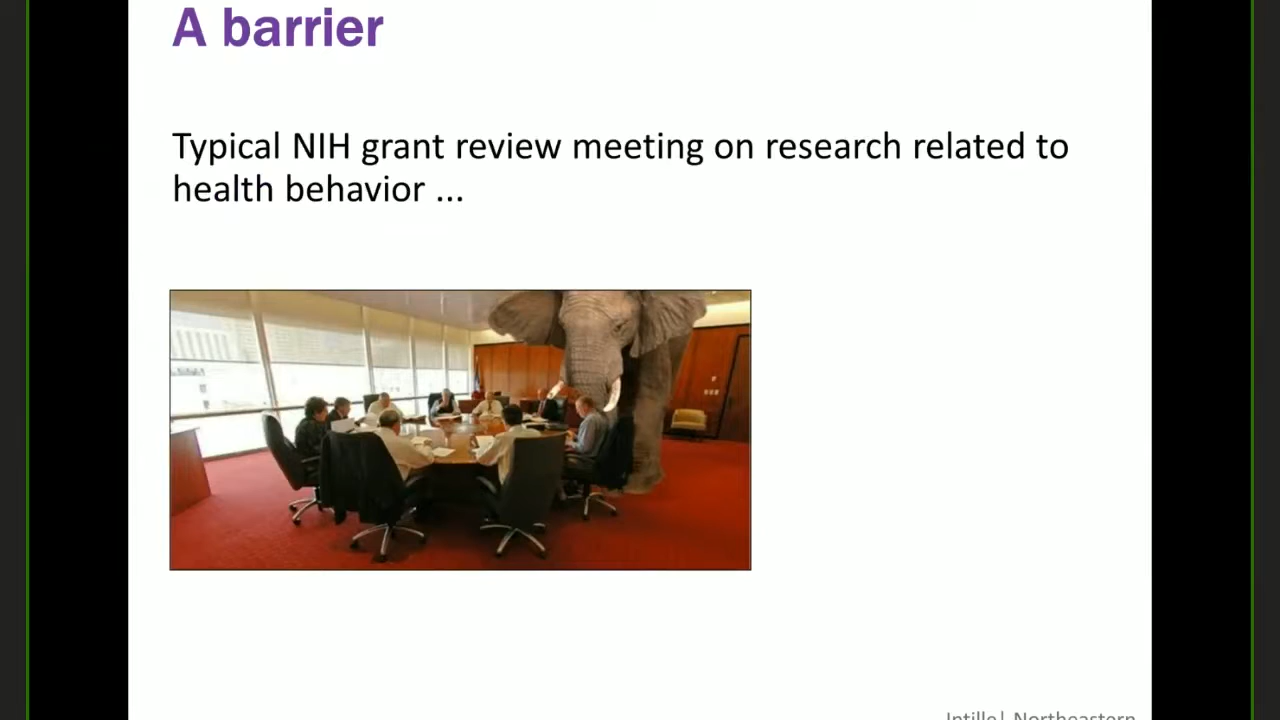 A barrier
Typical NIH grant review meeting on research related to
health behavior ...
Intille| Northeastern